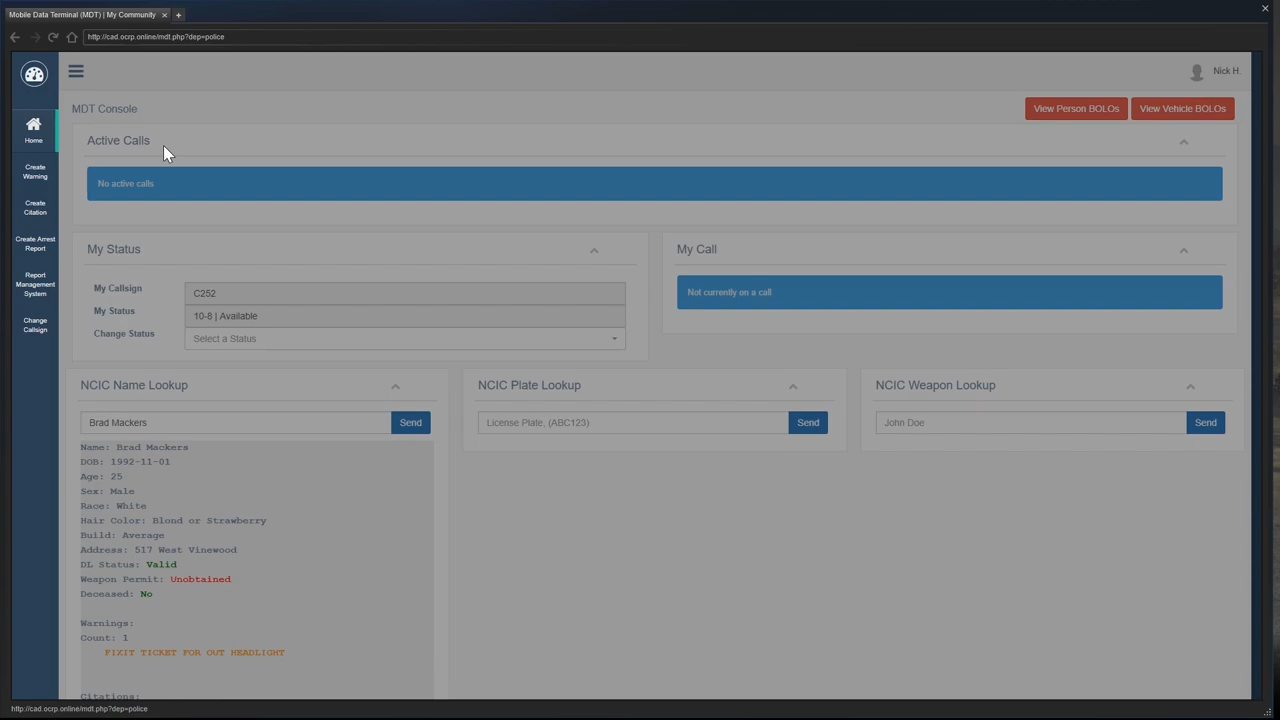 Mobile Data Terminal (MDT) | My Community
http://cad.ocrp.online/mdt.php?dep=police
Nick H.
MDT Console
View Person BOLOs
View Vehicle BOLOs
Home
Create
Warning
Create
Citation
Create Arrest
Report
Report
Management
System
Change
Callsign
Active Calls
No active calls
My Status
My Callsign
C252
My Status
10-8 | Available
Change Status
Select a Status
My Call
Not currently on a call
NCIC Name Lookup
Brad Mackers
Send
NCIC Plate Lookup
License Plate, (ABC123)
Send
NCIC Weapon Lookup
John Doe
Send
Name: Brad Mackers
DOB: 1992-11-01
Age: 25
Sex: Male
Race: White
Hair Color: Blond or Strawberry
Build: Average
Address: 517 West Vinewood
DL Status: Valid
Weapon Permit: Unobtained
Deceased: No
Warnings:
Count: 1
FIXIT TICKET FOR OUT HEADLIGHT
Citations:
http://cad.ocrp.online/mdt.php?dep=police